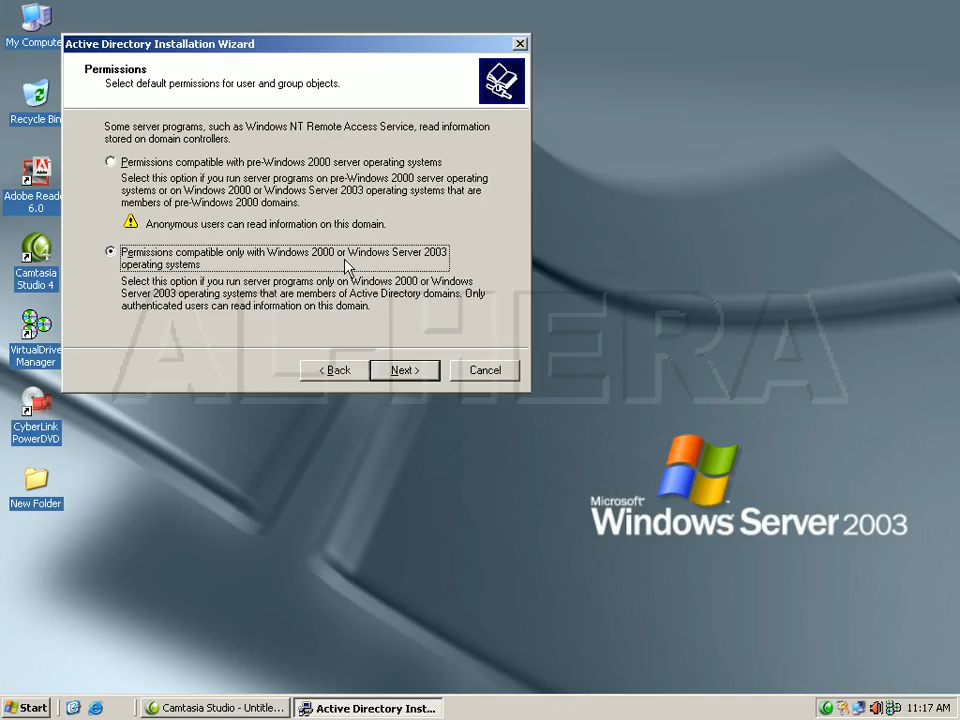 My Compute
Recycle Bin
Adobe Reade
6.0
Camtasia
Studio 4
VirtualDrive
Manager
CyberLink
PowerDVD
New Folder
Active Directory Installation Wizard
Permissions
Select default permissions for user and group objects.
Some server programs, such as Windows NT Remote Access Service, read information
stored on domain controllers.
Permissions compatible with pre-Windows 2000 server operating systems
Select this option if you run server programs on pre-Windows 2000 server operating
systems or on Windows 2000 or Windows Server 2003 operating systems that are
members of pre-Windows 2000 domains.
Anonymous users can read information on this domain.
Permissions compatible only with Windows 2000 or Windows Server 2003
operating systems
Select this option if you run server programs only on Windows 2000 or Windows
Server 2003 operating systems that are members of Active Directory domains. Only
authenticated users can read information on this domain.
< Back
Next >
Cancel
Microsoft
Windows Server 2003
Start
Camtasia Studio - Untitle...
Active Directory Inst...
11:17 AM